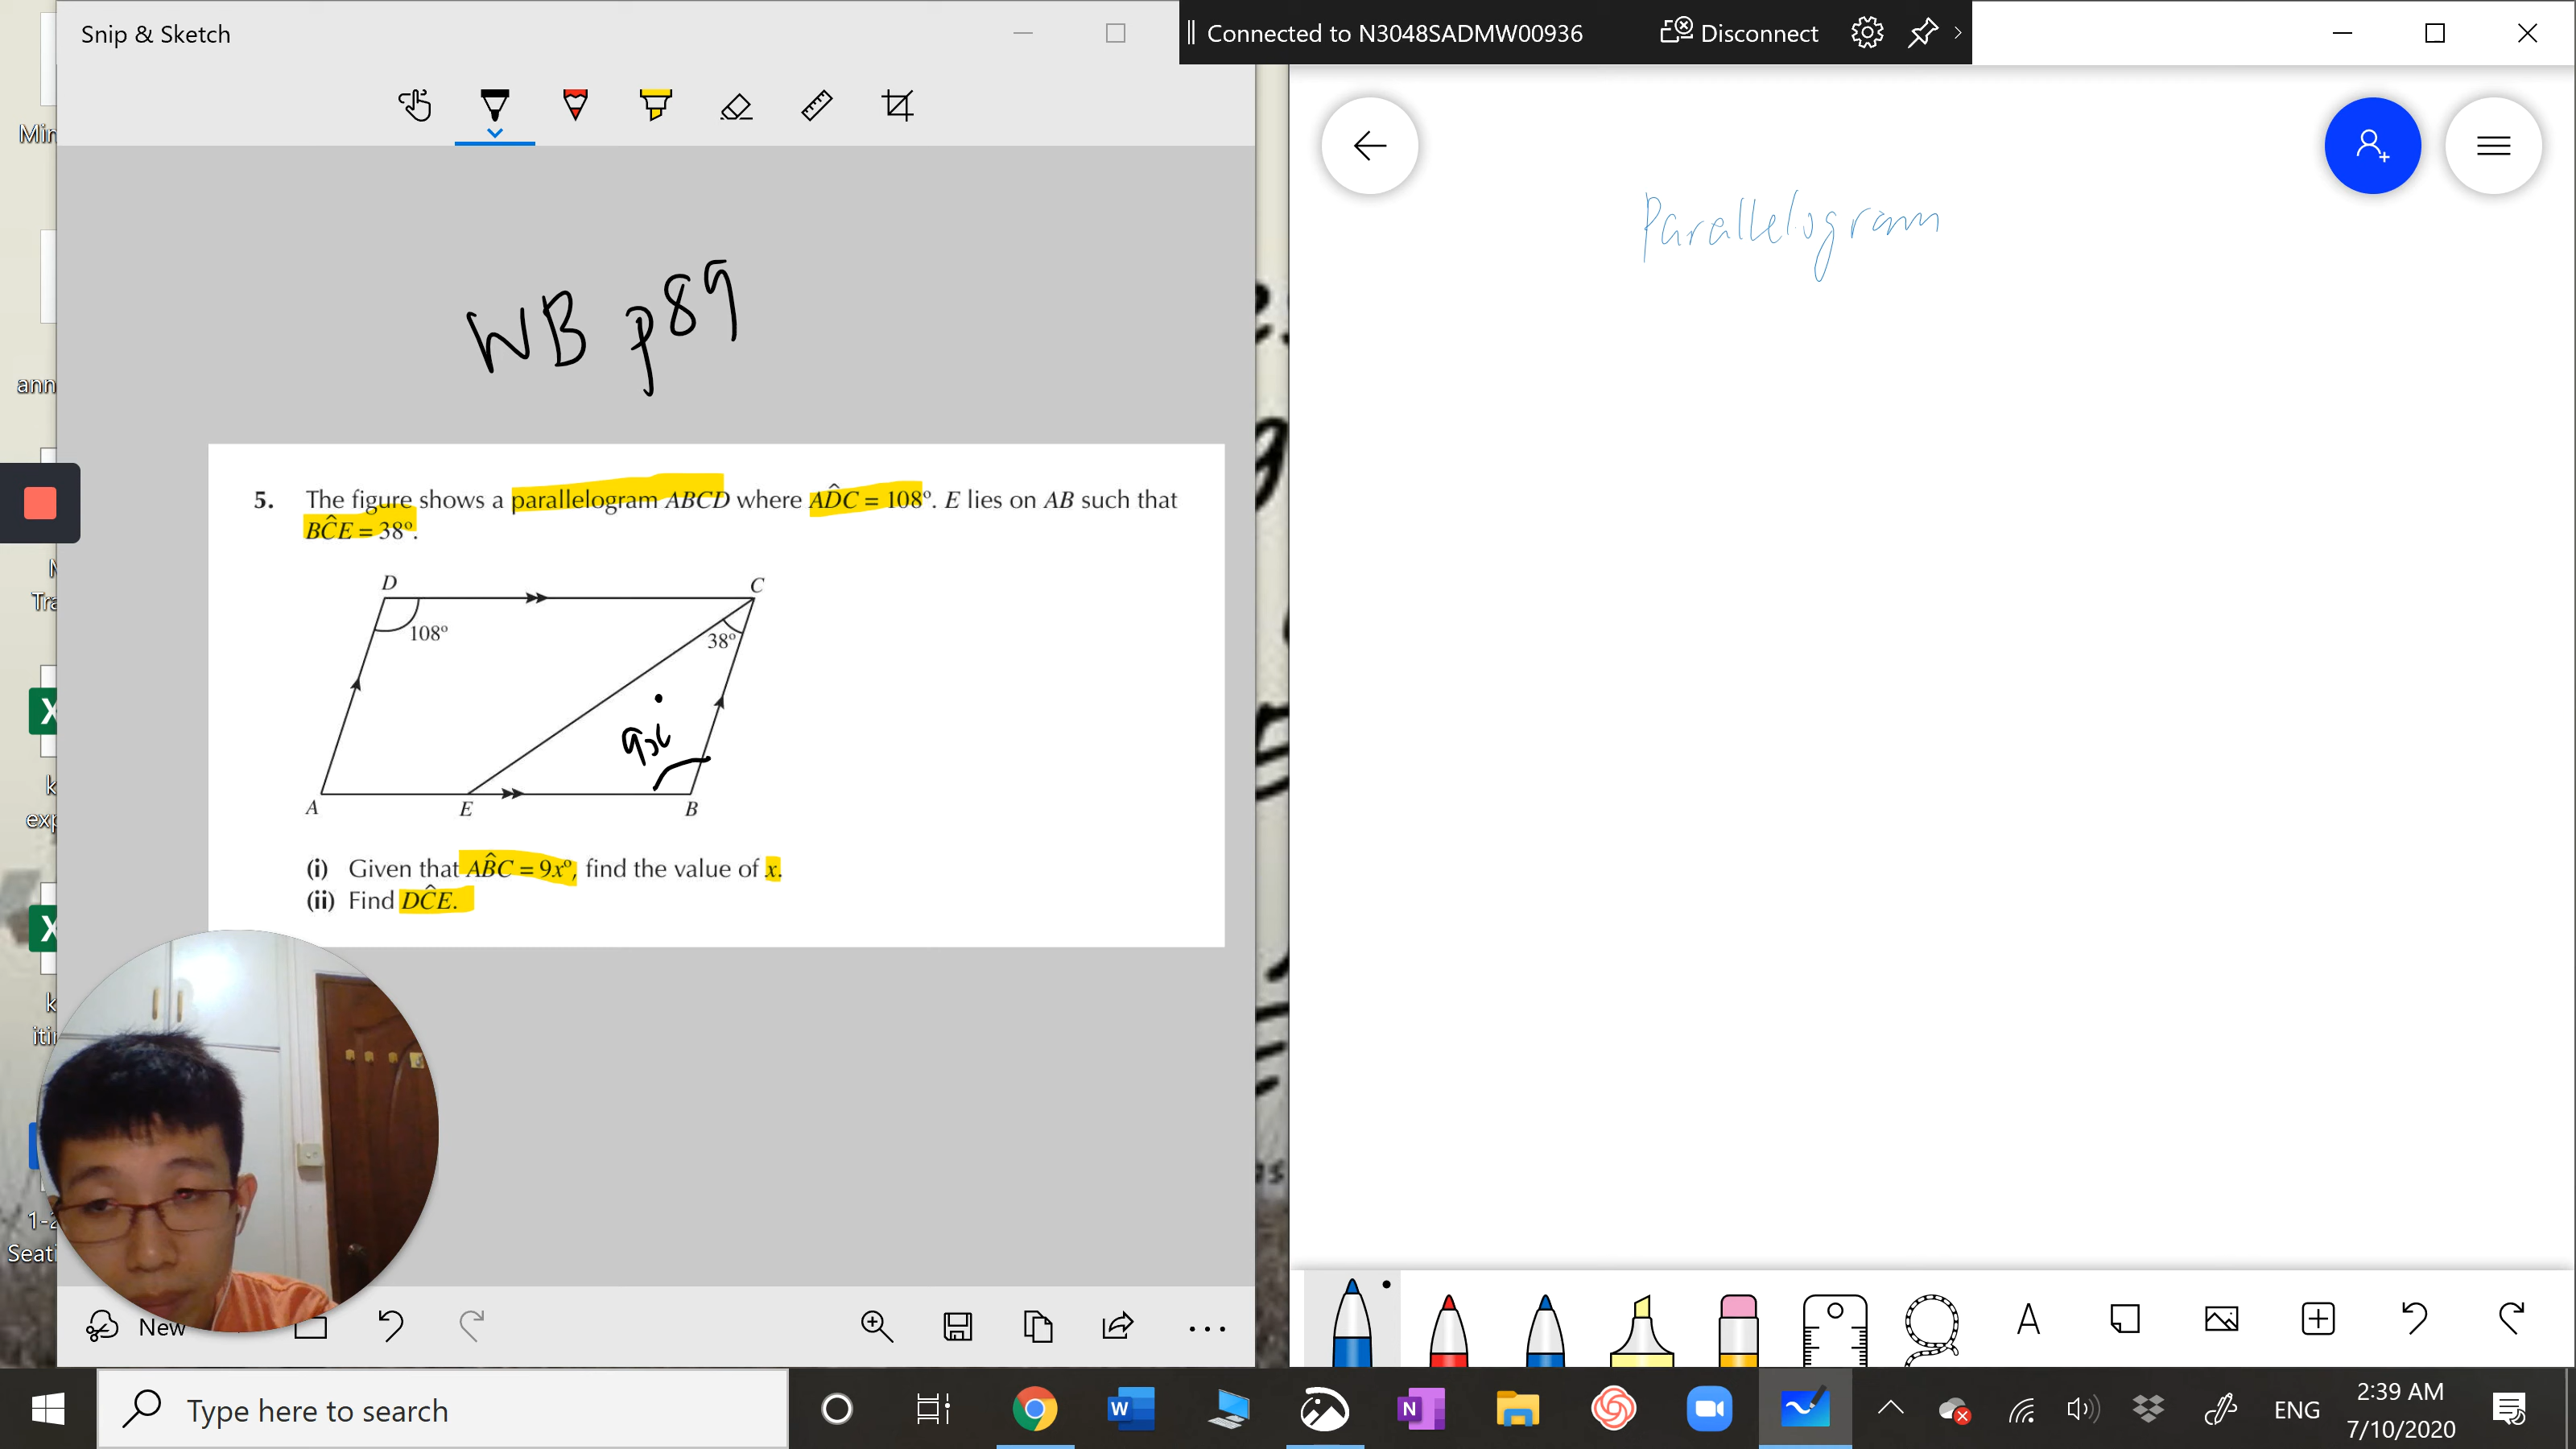 Snip & Sketch
Connected to N3048SADMW00936
Disconnect
Parallelogram
WB p89
5. The figure shows a parallelogram ABCD where AD̂C = 108°. E lies on AB such that
BĈE = 38°.
D
C
108°
38°
9x
A
E
B
(i) Given that AB̂C = 9x°, find the value of x.
(ii) Find DĈE.
New
Type here to search
ENG
2:39 AM
7/10/2020